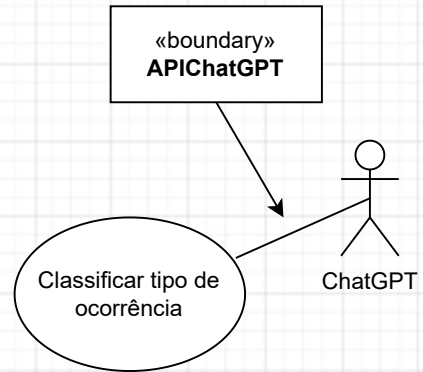 «boundary»
APIChatGPT
Classificar tipo de
ocorrência
ChatGPT